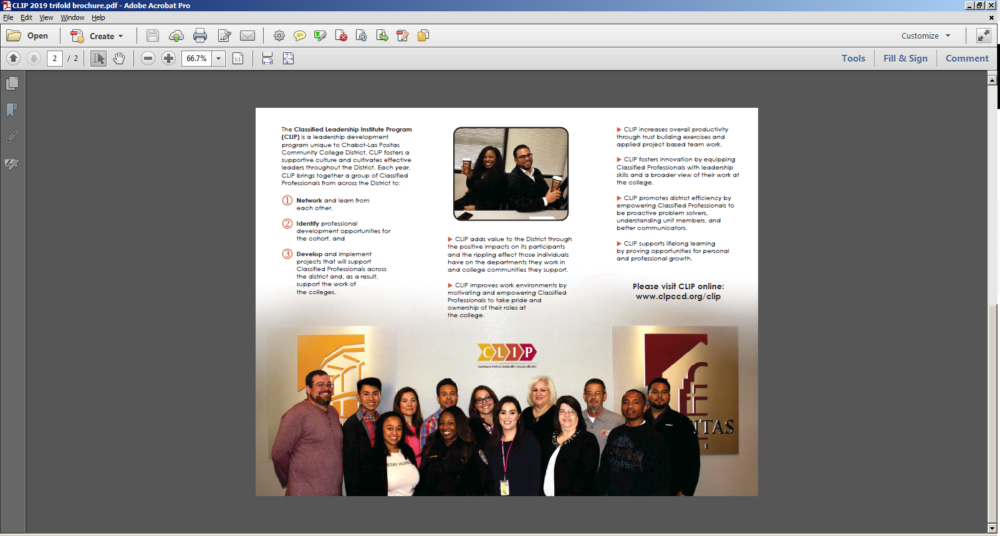 CLIP 2019 trifold brochure.pdf - Adobe Acrobat Pro
File Edit View Window Help
Open Create Customize
2 / 2 66.7% 1:1 Tools Fill & Sign Comment
The Classified Leadership Institute Program
(CLIP) is a leadership development
program unique to Chabot-Las Positas
Community College District. CLIP fosters a
supportive culture and cultivates effective
leaders throughout the District. Each year,
CLIP brings together a group of Classified
Professionals from across the District to:
1 Network and learn from
each other,
2 Identify professional
development opportunities for
the cohort, and
3 Develop and implement
projects that will support
Classified Professionals across
the district and, as a result,
support the work of
the colleges.
▶ CLIP adds value to the District through
the positive impacts on its participants
and the rippling effect those individuals
have on the departments they work in
and college communities they support.
▶ CLIP improves work environments by
motivating and empowering Classified
Professionals to take pride and
ownership of their roles at
the college.
▶ CLIP increases overall productivity
through trust building exercises and
applied project based team work.
▶ CLIP fosters innovation by equipping
Classified Professionals with leadership
skills and a broader view of their work at
the college.
▶ CLIP promotes district efficiency by
empowering Classified Professionals to
be proactive problem solvers,
understanding unit members, and
better communicators.
▶ CLIP supports lifelong learning
by proving opportunities for personal
and professional growth.
Please visit CLIP online:
www.clpccd.org/clip
CLIP
CHABOT-LAS POSITAS COMMUNITY COLLEGE DISTRICT
ITAS
E
STAY HUMB